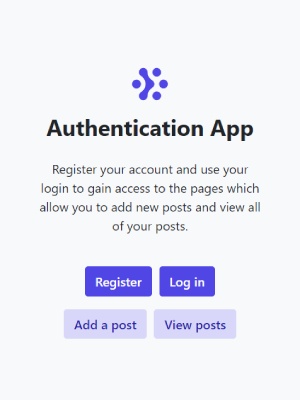 Authentication App
Register your account and use your
login to gain access to the pages which
allow you to add new posts and view all
of your posts.
Register Log in
Add a post View posts